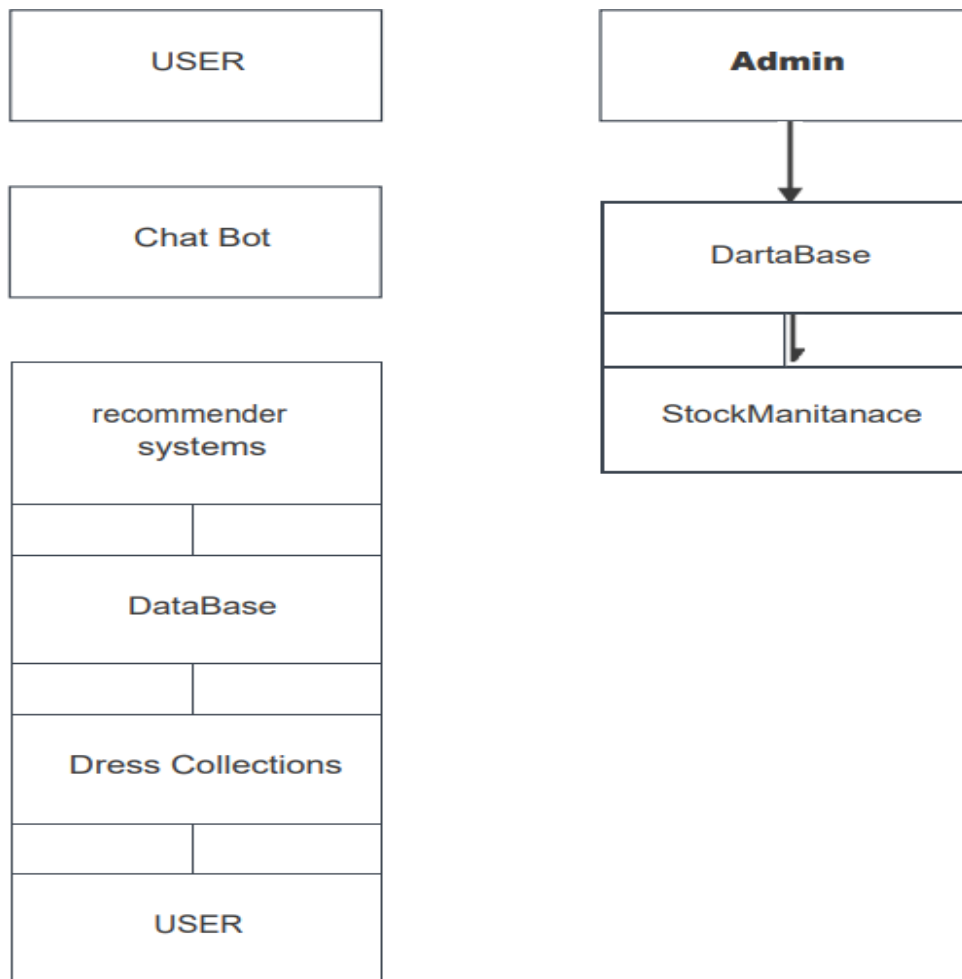 USER
Chat Bot
recommender
systems
DataBase
Dress Collections
USER
Admin
DartaBase
StockManitanace